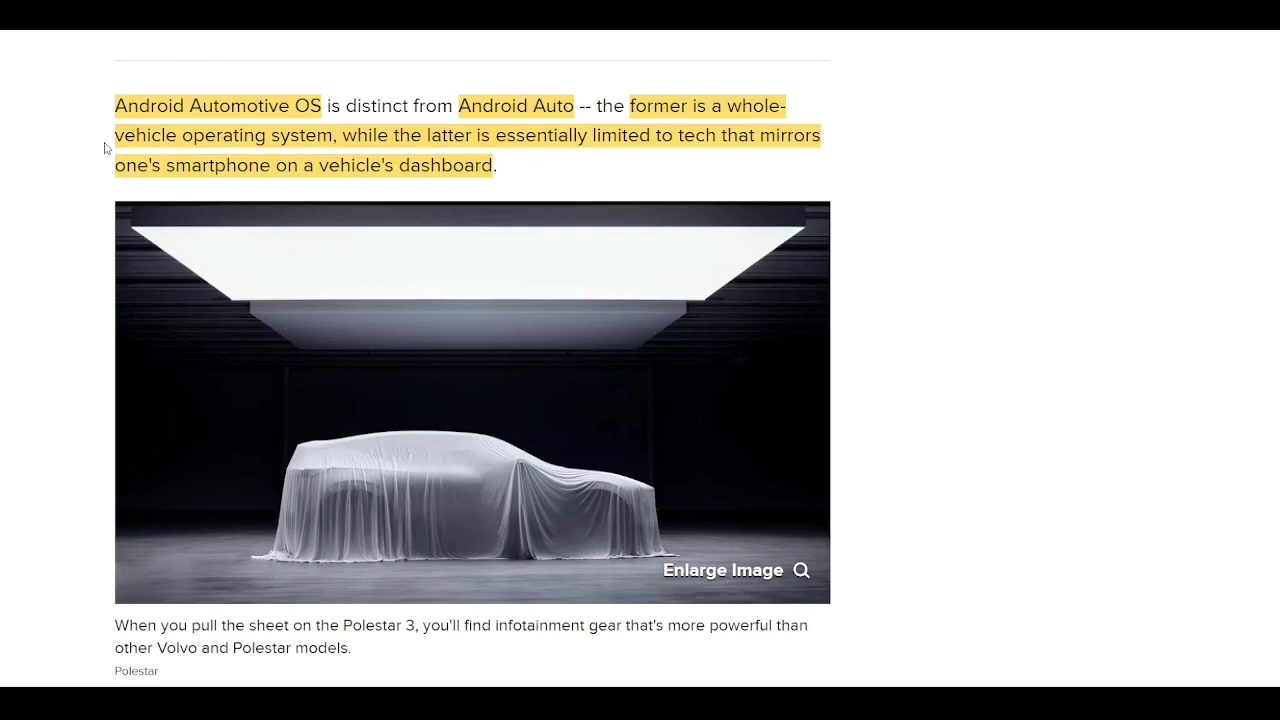 Android Automotive OS is distinct from Android Auto -- the former is a whole-
vehicle operating system, while the latter is essentially limited to tech that mirrors
one's smartphone on a vehicle's dashboard.
Enlarge Image
When you pull the sheet on the Polestar 3, you'll find infotainment gear that's more powerful than
other Volvo and Polestar models.
Polestar